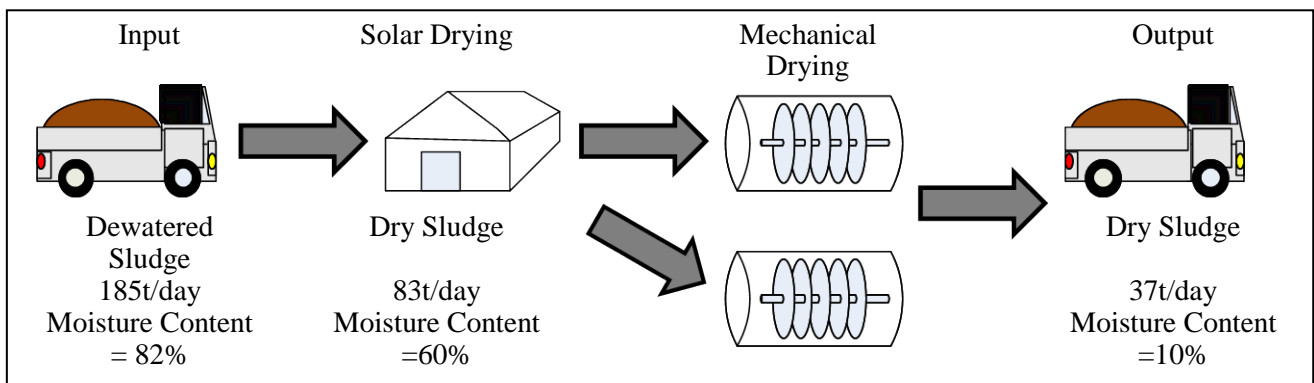 Input
Solar Drying
Mechanical
Drying
Output
Dewatered
Sludge
185t/day
Moisture Content
= 82%
Dry Sludge
83t/day
Moisture Content
=60%
Dry Sludge
37t/day
Moisture Content
=10%